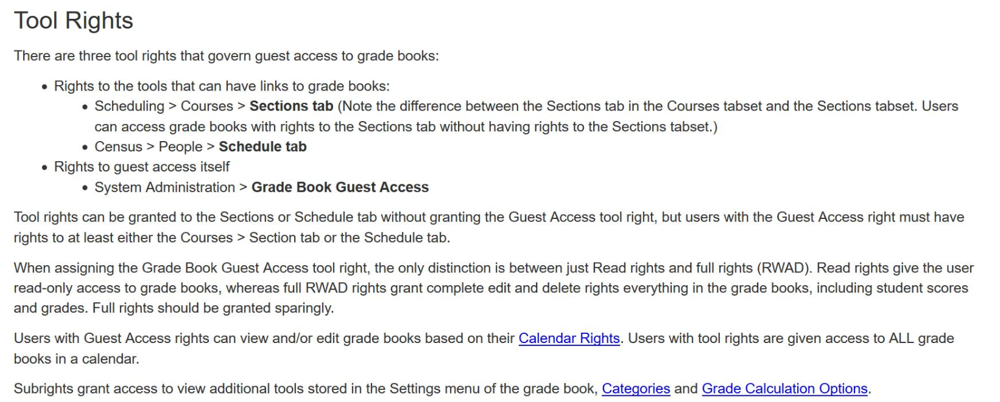 Tool Rights
There are three tool rights that govern guest access to grade books:
• Rights to the tools that can have links to grade books:
• Scheduling > Courses > Sections tab (Note the difference between the Sections tab in the Courses tabset and the Sections tabset. Users
can access grade books with rights to the Sections tab without having rights to the Sections tabset.)
• Census > People > Schedule tab
• Rights to guest access itself
• System Administration > Grade Book Guest Access
Tool rights can be granted to the Sections or Schedule tab without granting the Guest Access tool right, but users with the Guest Access right must have
rights to at least either the Courses > Section tab or the Schedule tab.
When assigning the Grade Book Guest Access tool right, the only distinction is between just Read rights and full rights (RWAD). Read rights give the user
read-only access to grade books, whereas full RWAD rights grant complete edit and delete rights everything in the grade books, including student scores
and grades. Full rights should be granted sparingly.
Users with Guest Access rights can view and/or edit grade books based on their Calendar Rights. Users with tool rights are given access to ALL grade
books in a calendar.
Subrights grant access to view additional tools stored in the Settings menu of the grade book, Categories and Grade Calculation Options.